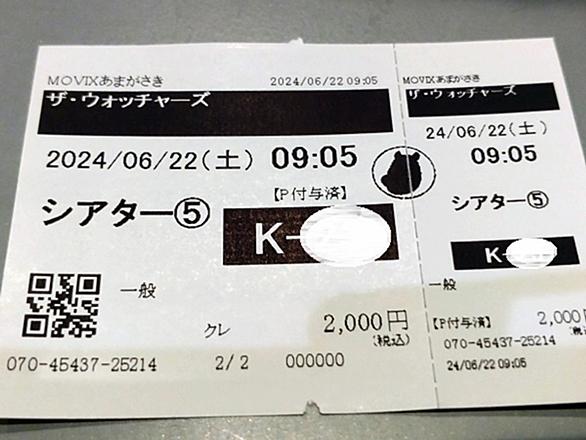 MOVIXあまがさき 2024/06/22 09:05
ザ・ウォッチャーズ
2024/06/22(土) 09:05
【P付与済】
シアター⑤
K-
一般
クレ 2,000円
(税込)
070-45437-25214 2/2 000000
MOVIXあまがさき
ザ・ウォッチャーズ
24/06/22(土)
09:05
シアター⑤
K-
一般
【P付与済】 2,000
070-45437-25214
24/06/22 09:05